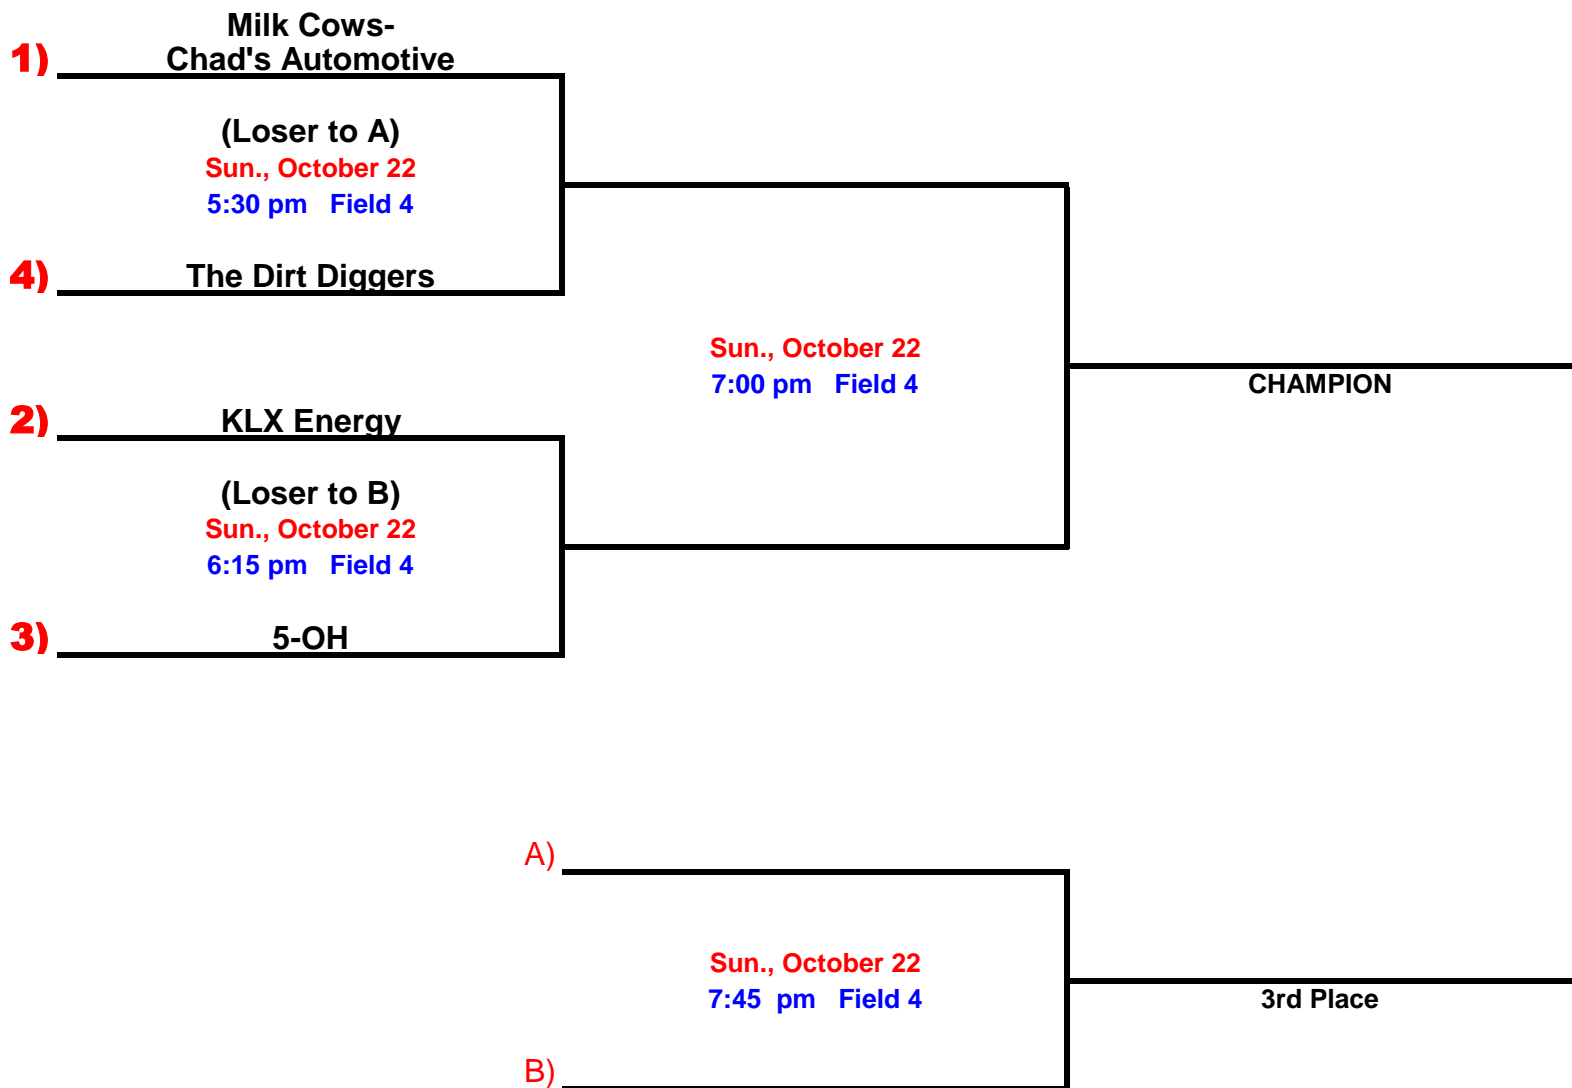 Milk Cows-
1) Chad's Automotive
(Loser to A)
Sun., October 22
5:30 pm Field 4
4) The Dirt Diggers
Sun., October 22
7:00 pm Field 4
CHAMPION
2) KLX Energy
(Loser to B)
Sun., October 22
6:15 pm Field 4
3) 5-OH
A)
Sun., October 22
7:45 pm Field 4
3rd Place
B)